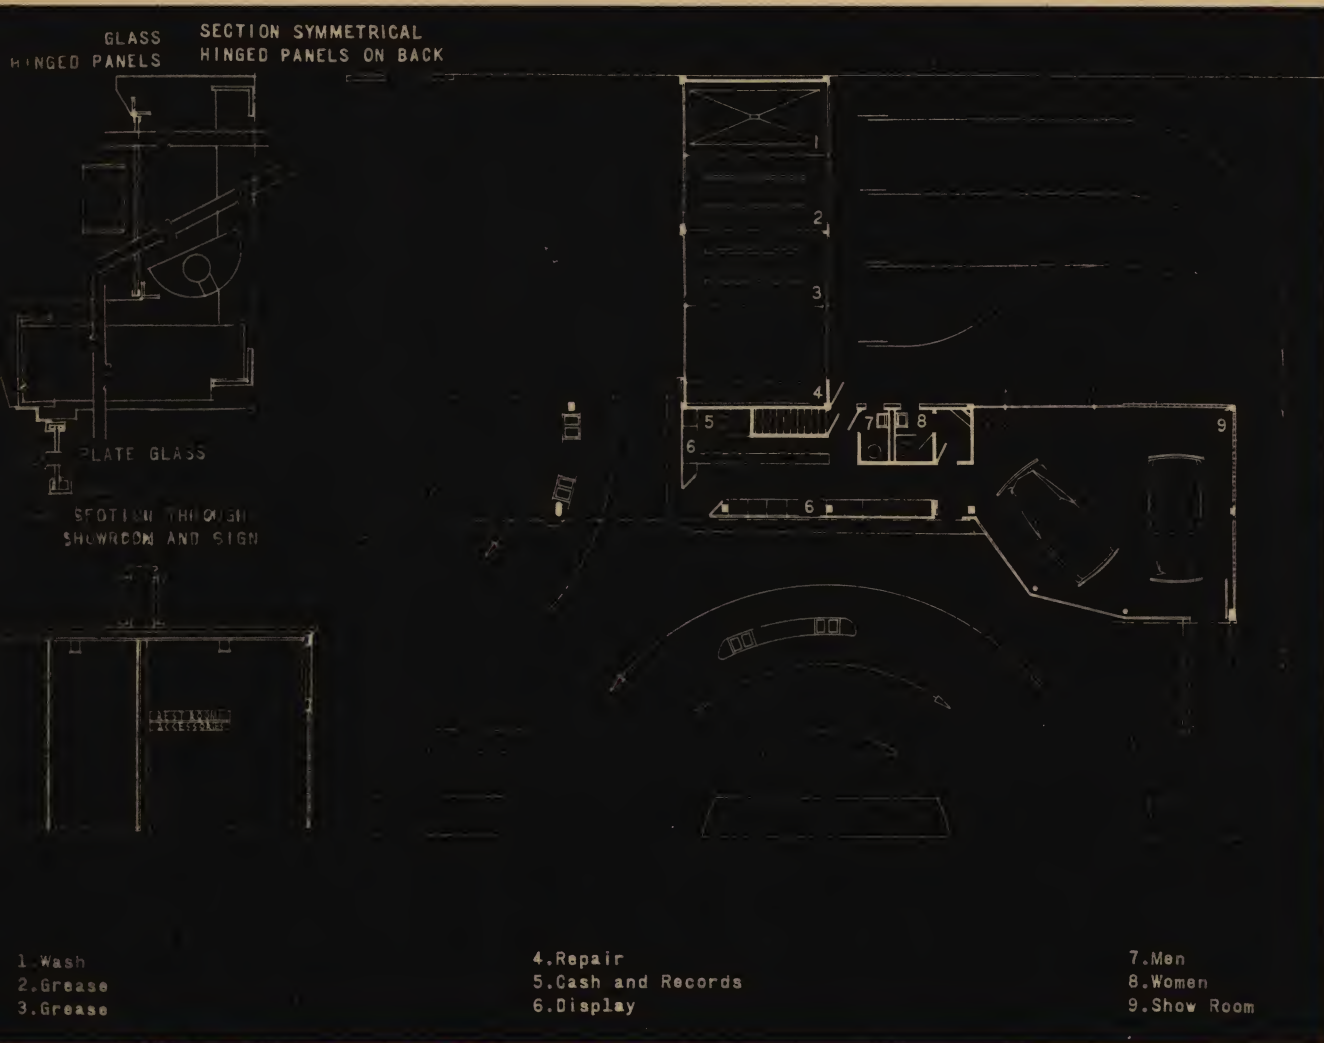 GLASS
HINGED PANELS
SECTION SYMMETRICAL
HINGED PANELS ON BACK
PLATE GLASS
SECTION THROUGH
SHOWROOM AND SIGN
ACCESSORIES
1
2
3
4
5
6
7
8
9
6
1.Wash
2.Grease
3.Grease
4.Repair
5.Cash and Records
6.Display
7.Men
8.Women
9.Show Room